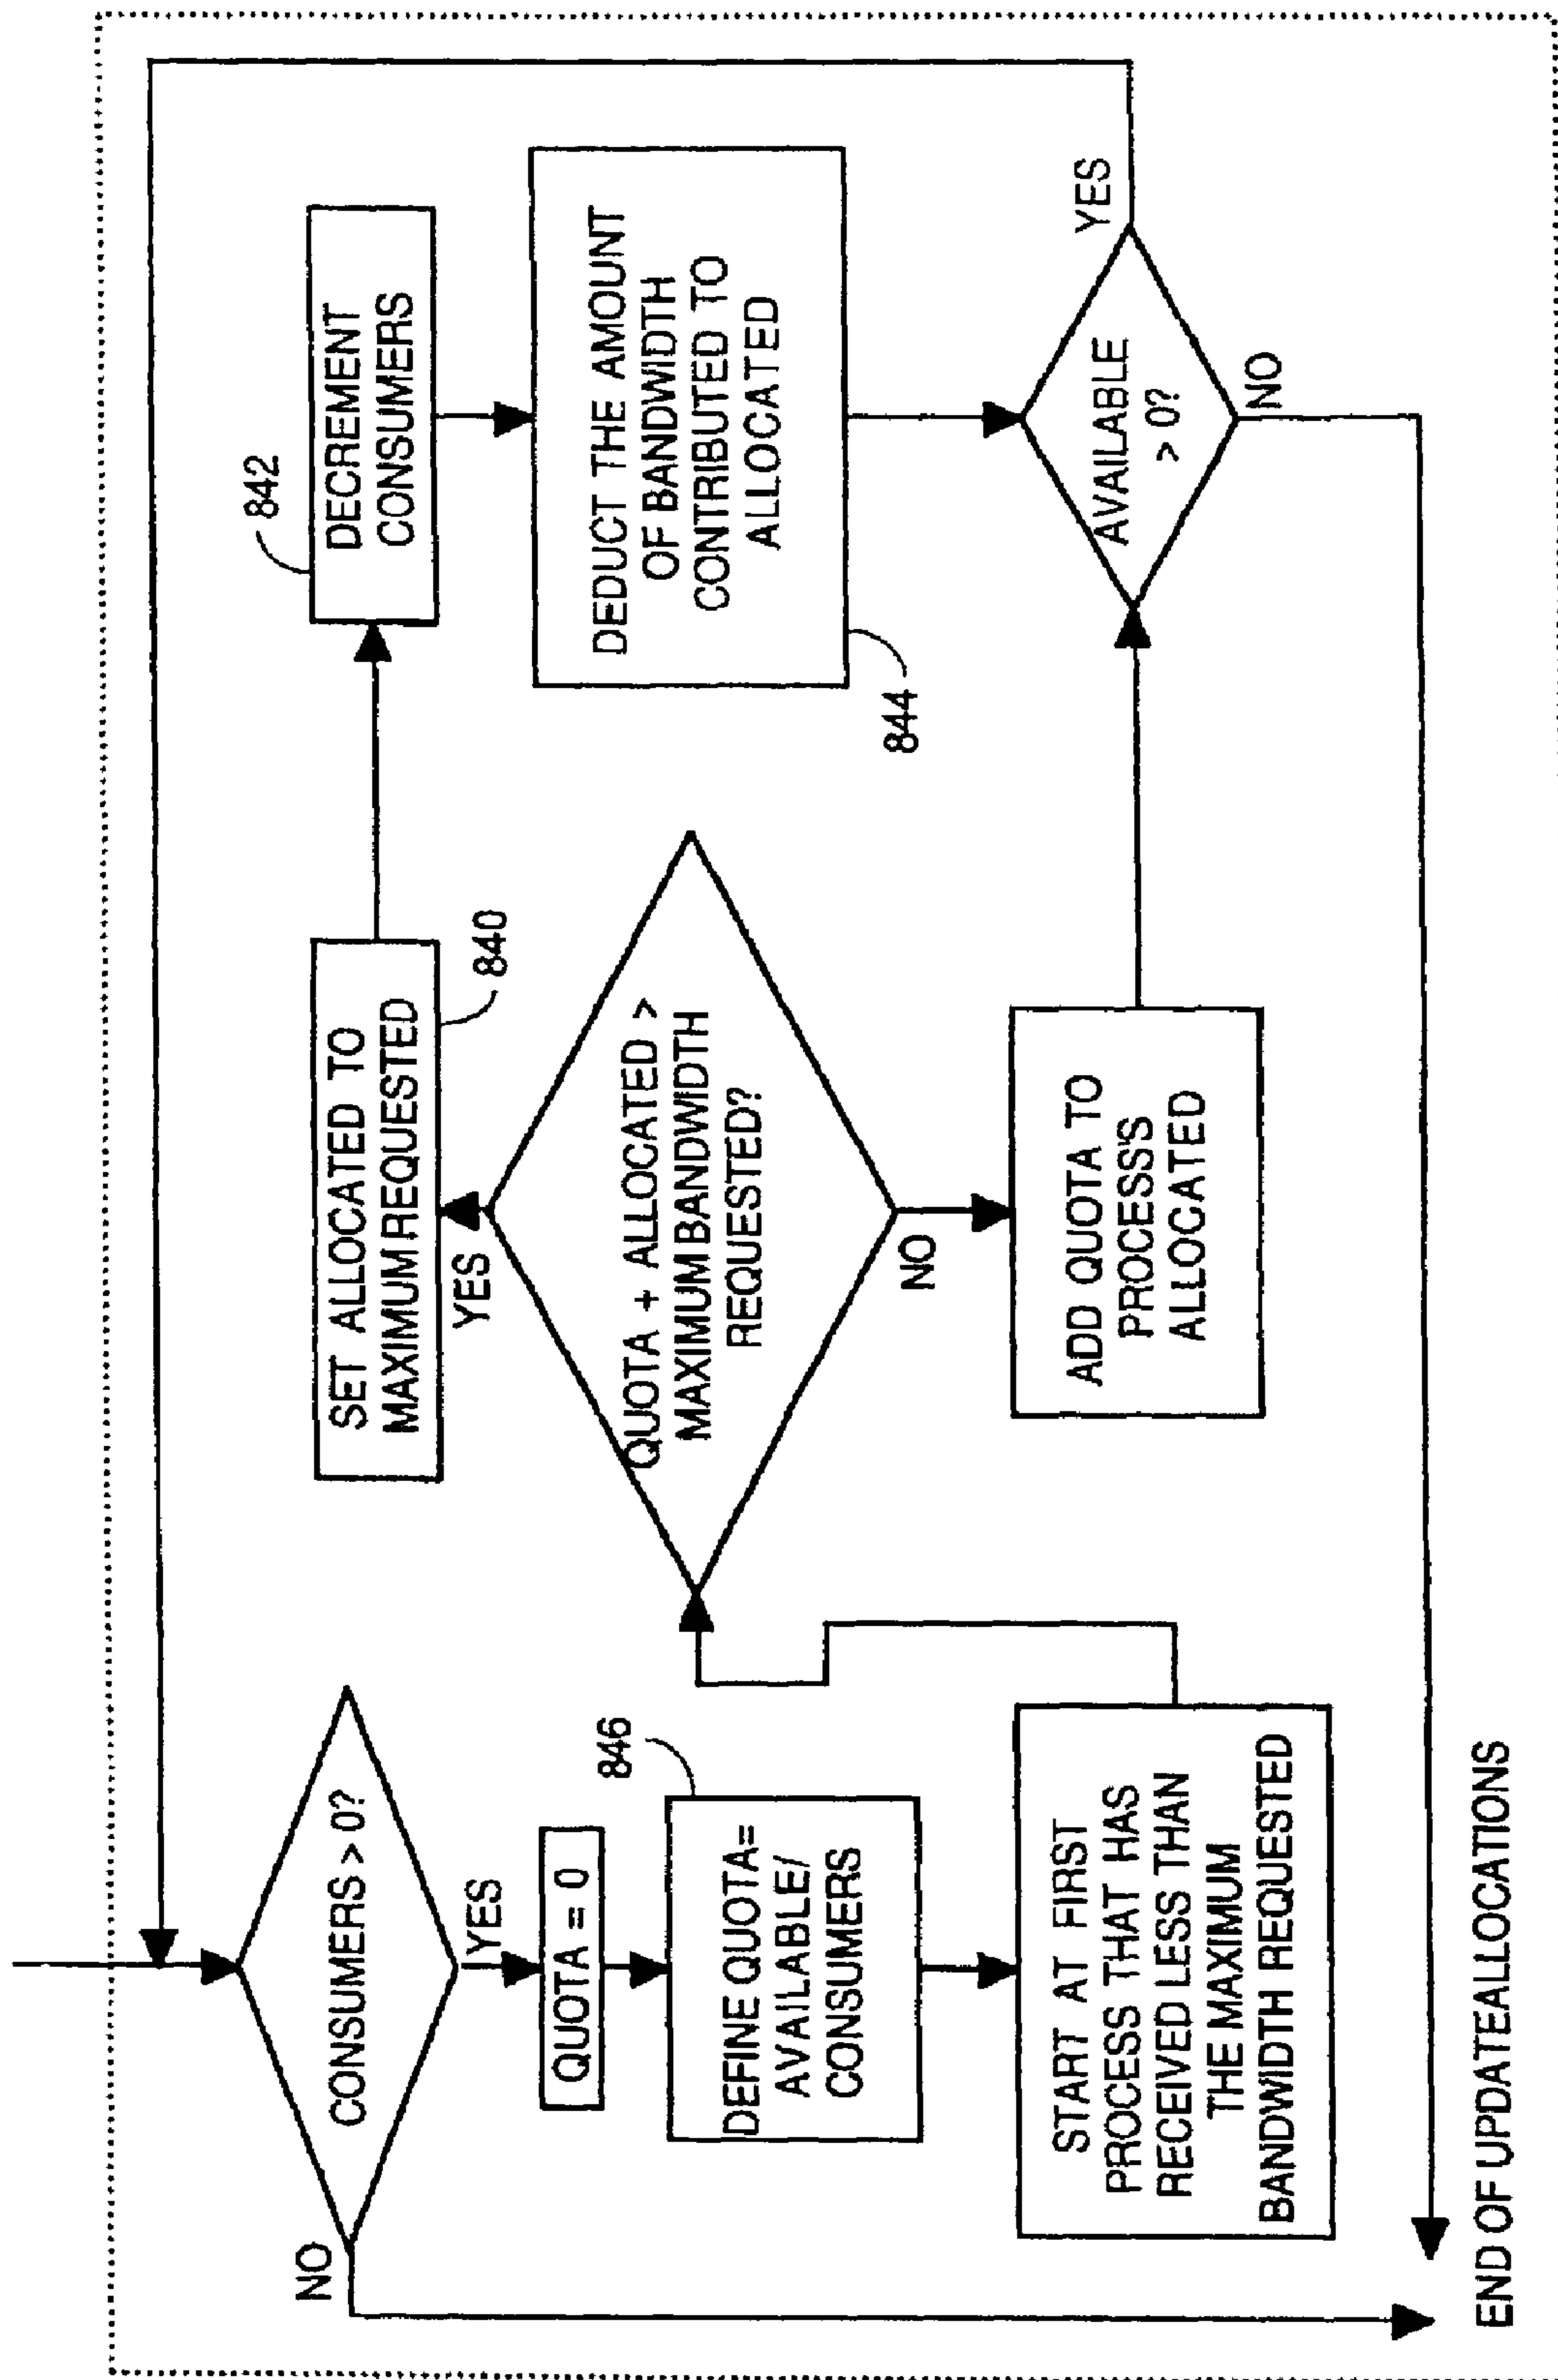 CONSUMERS > 0?
NO
YES
QUOTA = 0
846
DEFINE QUOTA=
AVAILABLE/
CONSUMERS
START AT FIRST
PROCESS THAT HAS
RECEIVED LESS THAN
THE MAXIMUM
BANDWIDTH REQUESTED
SET ALLOCATED TO
MAXIMUM REQUESTED
840
YES
QUOTA + ALLOCATED >
MAXIMUM BANDWIDTH
REQUESTED?
NO
ADD QUOTA TO
PROCESS'S
ALLOCATED
842
DECREMENT
CONSUMERS
DEDUCT THE AMOUNT
OF BANDWIDTH
CONTRIBUTED TO
ALLOCATED
844
AVAILABLE
> 0?
YES
NO
END OF UPDATEALLOCATIONS